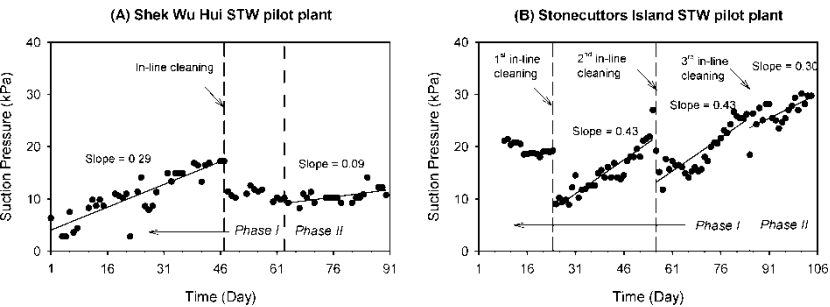 (A) Shek Wu Hui STW pilot plant
40
30
20
10
0
Suction Pressure (kPa)
In-line cleaning
Slope = 0.29
Slope = 0.09
Phase I
Phase II
1
16
31
46
61
76
91
Time (Day)
(B) Stonecuttors Island STW pilot plant
40
30
20
10
0
Suction Pressure (kPa)
1st in-line
cleaning
2nd in-line
cleaning
3rd in-line
cleaning
Slope = 0.30
Slope = 0.43
Slope = 0.43
Phase I
Phase II
1
16
31
46
61
76
91
106
Time (Day)